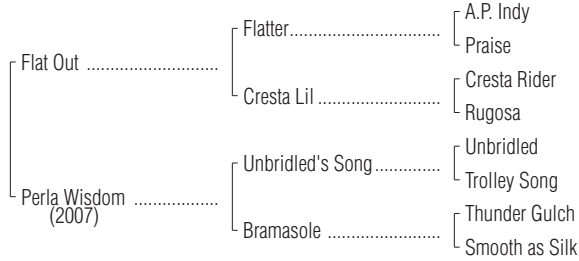 A.P. Indy
Flatter
Praise
Flat Out
Cresta Rider
Cresta Lil
Rugosa
Unbridled
Unbridled's Song
Trolley Song
Perla Wisdom
(2007)
Thunder Gulch
Bramasole
Smooth as Silk